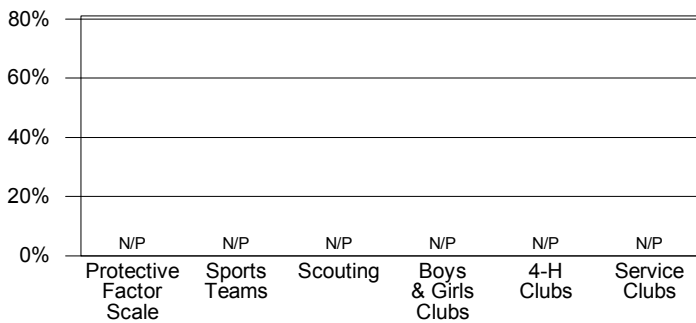 80%
60%
40%
20%
0%
N/P N/P N/P N/P N/P N/P
Protective Factor Scale
Sports Teams
Scouting
Boys & Girls Clubs
4-H Clubs
Service Clubs